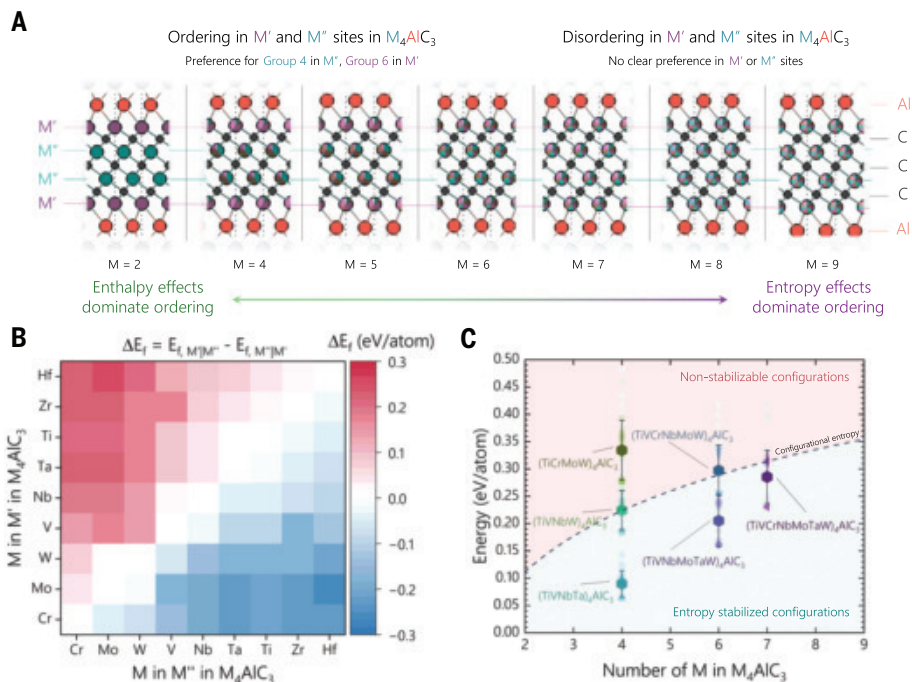 A
Ordering in M′ and M″ sites in M₄AlC₃
Preference for Group 4 in M″, Group 6 in M′
Disordering in M′ and M″ sites in M₄AlC₃
No clear preference in M′ or M″ sites
M′
M″
M″
M′
Al
C
C
C
Al
M = 2
M = 4
M = 5
M = 6
M = 7
M = 8
M = 9
Enthalpy effects
dominate ordering
Entropy effects
dominate ordering
B
ΔE_f = E_f, M′|M″ - E_f, M″|M′
ΔE_f (eV/atom)
M in M′ in M₄AlC₃
Hf
Zr
Ti
Ta
Nb
V
W
Mo
Cr
Cr Mo W V Nb Ta Ti Zr Hf
M in M″ in M₄AlC₃
0.3
0.2
0.1
0.0
−0.1
−0.2
−0.3
C
Energy (eV/atom)
0.50
0.45
0.40
0.35
0.30
0.25
0.20
0.15
0.10
0.05
0.00
Non-stabilizable configurations
Configurational entropy
(TiVCrNbMoW)₄AlC₃
(TiCrMoW)₄AlC₃
(TiVNbW)₄AlC₃
(TiVCrNbMoTaW)₄AlC₃
(TiVNbMoTaW)₄AlC₃
(TiVNbTa)₄AlC₃
Entropy stabilized configurations
2 3 4 5 6 7 8 9
Number of M in M₄AlC₃